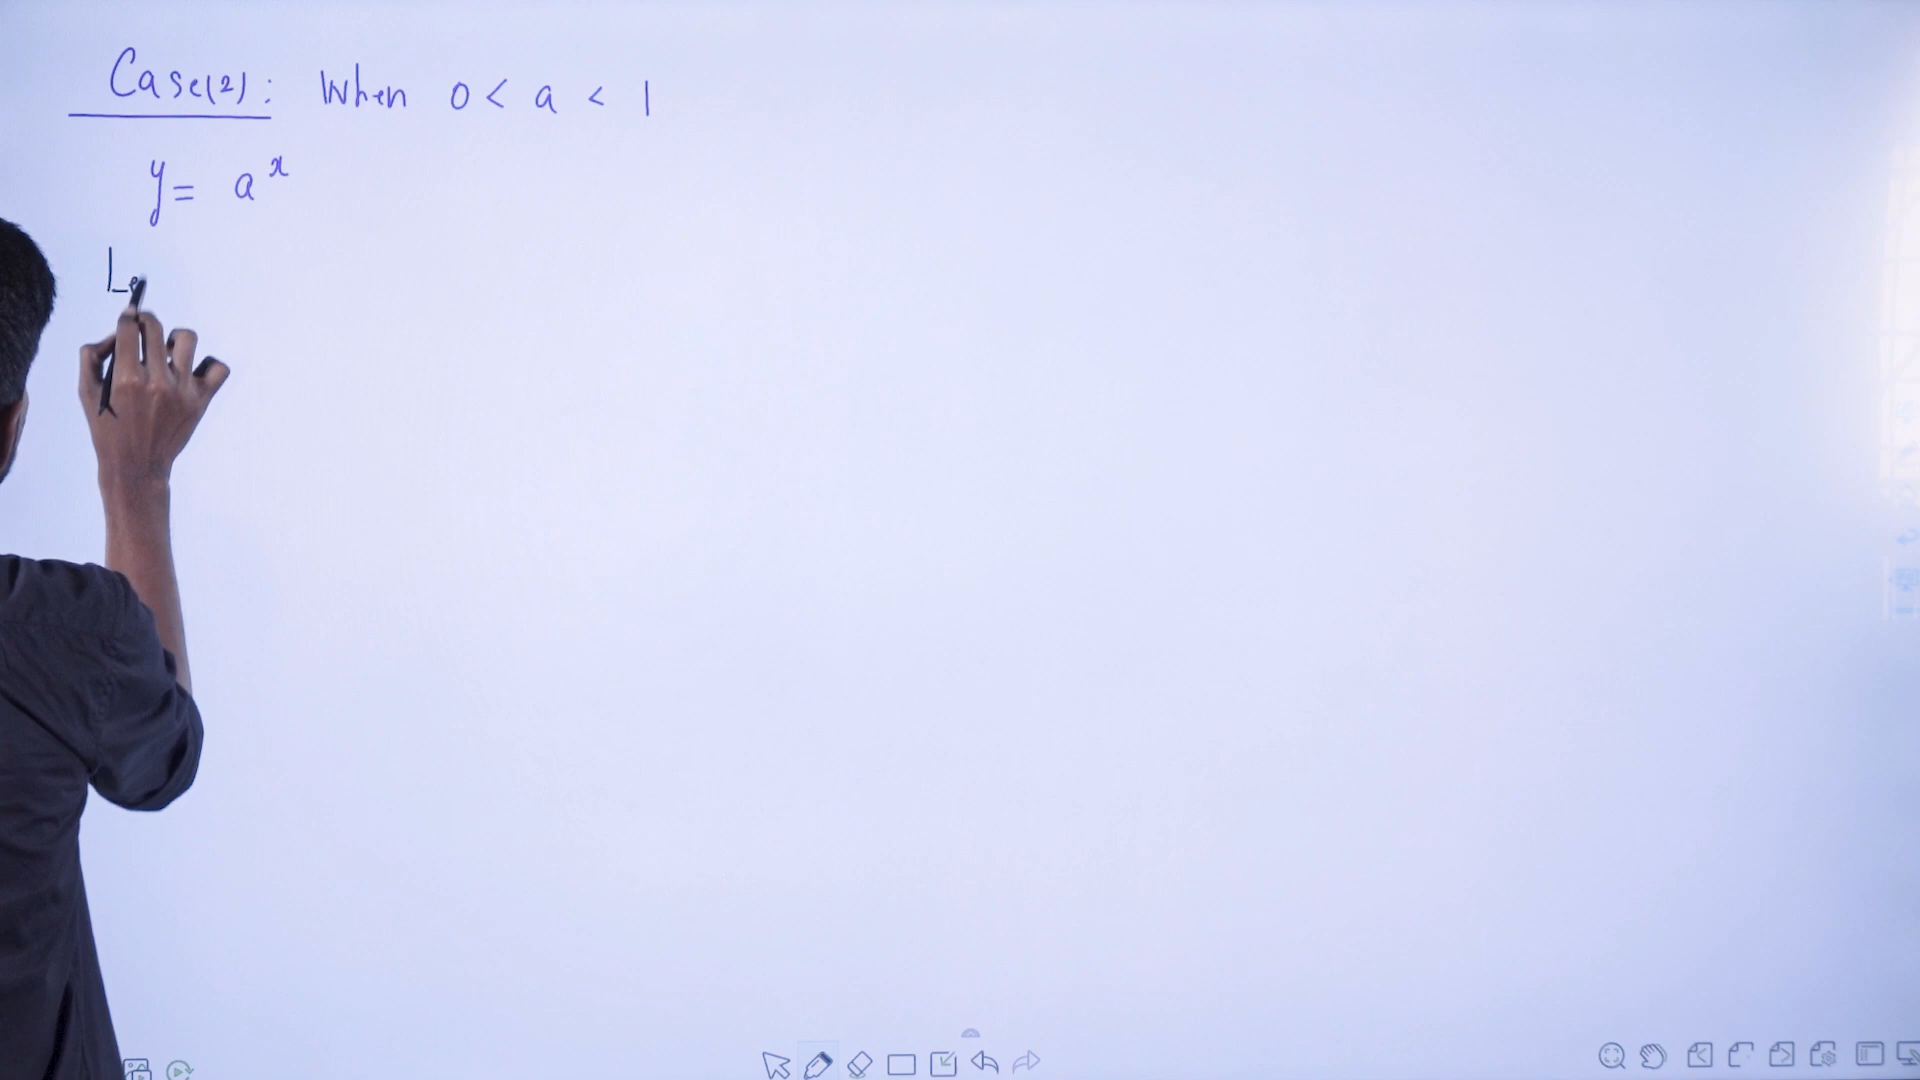 Case(2): When 0 < a < 1
y = a^x
Le